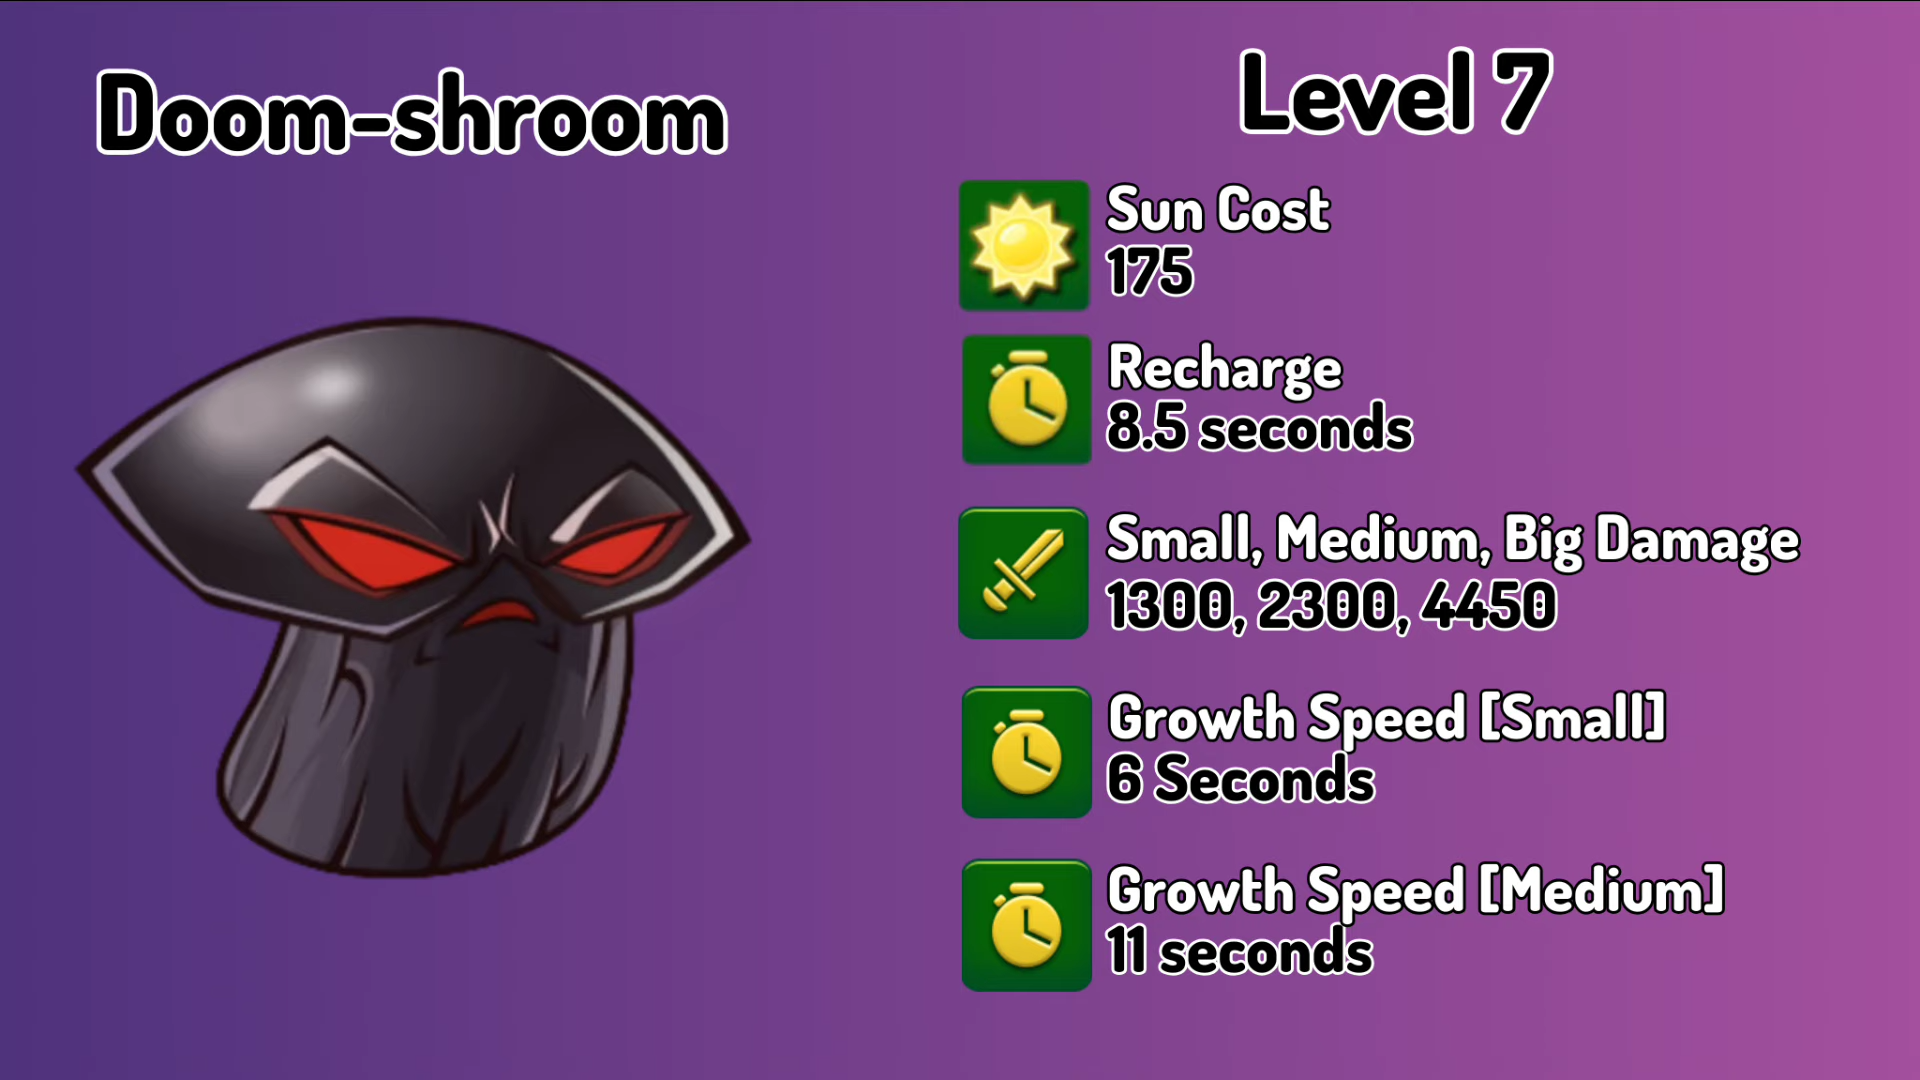 Doom-shroom
Level 7
Sun Cost
175
Recharge
8.5 seconds
Small, Medium, Big Damage
1300, 2300, 4450
Growth Speed [Small]
6 Seconds
Growth Speed [Medium]
11 seconds